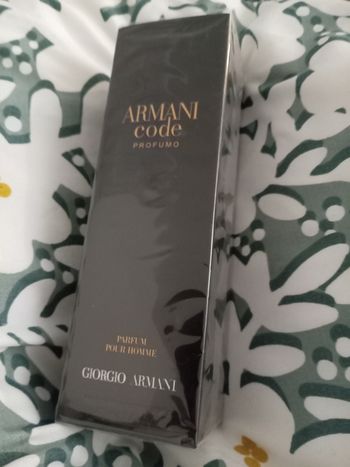 ARMANI
code
PROFUMO
PARFUM
POUR HOMME
GIORGIO ARMANI